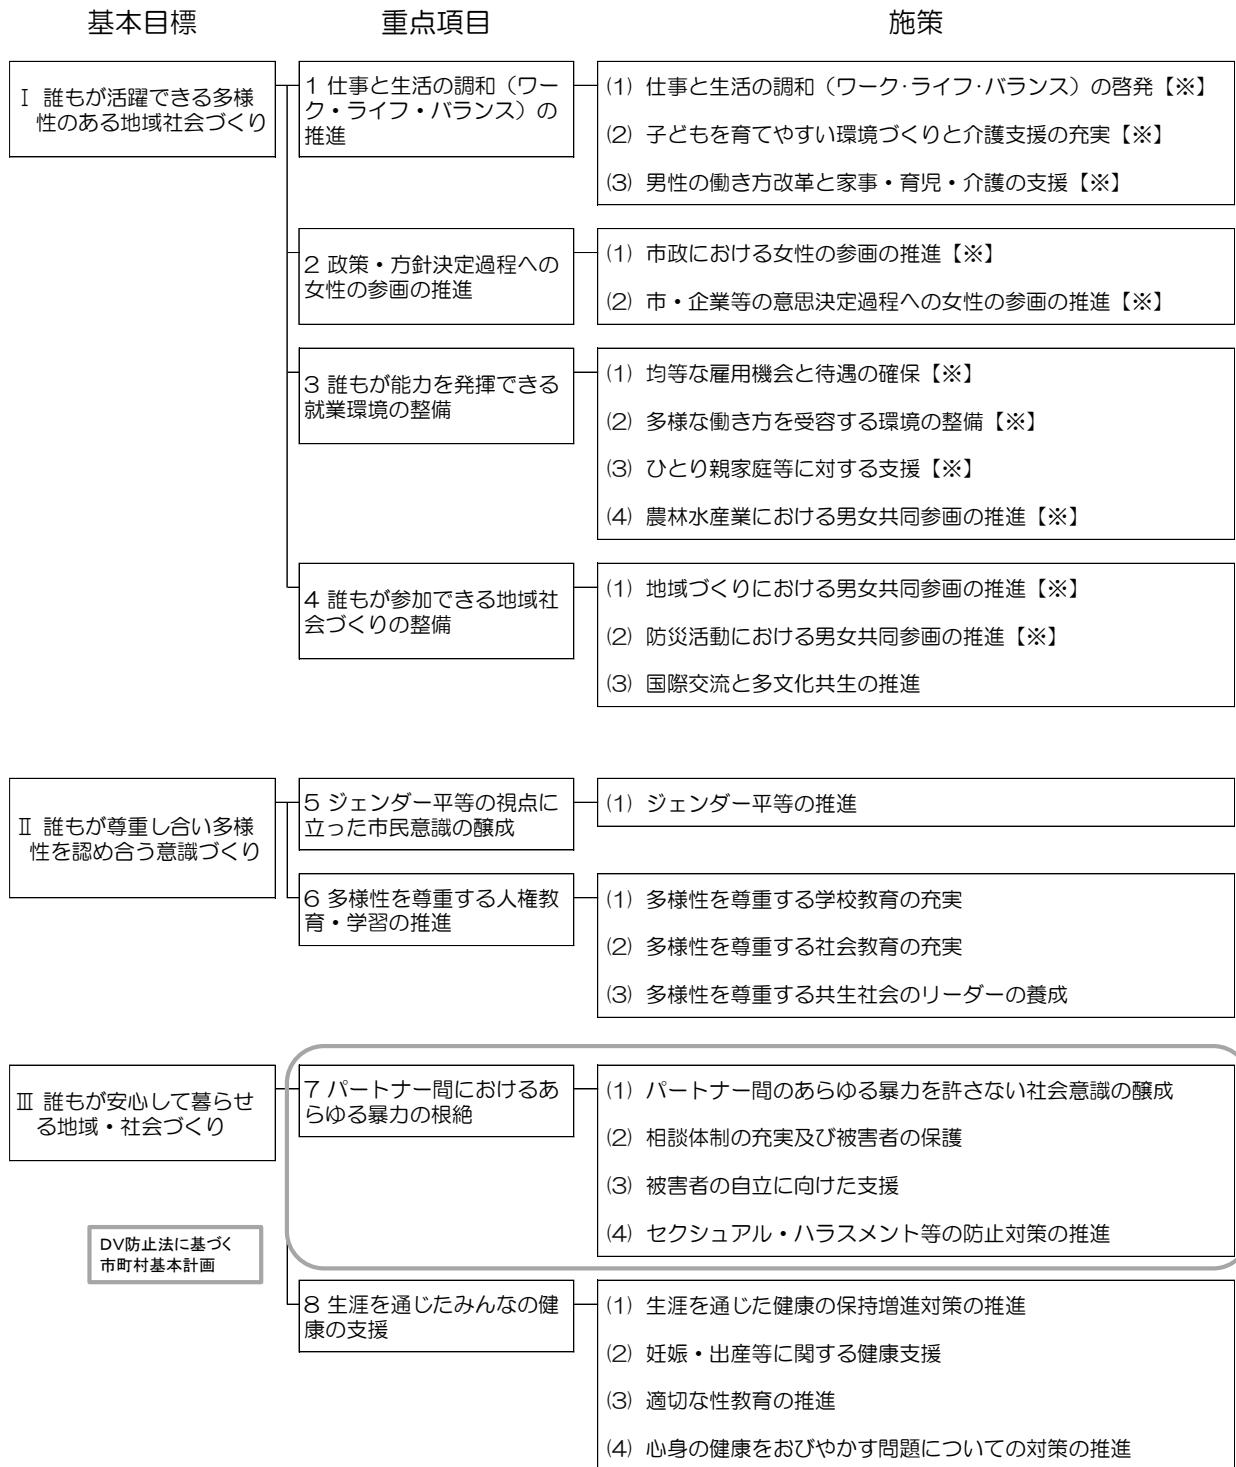 基本目標 重点項目 施策
Ⅰ 誰もが活躍できる多様
性のある地域社会づくり
1 仕事と生活の調和（ワー
ク・ライフ・バランス）の
推進
(1) 仕事と生活の調和（ワーク・ライフ・バランス）の啓発【※】
(2) 子どもを育てやすい環境づくりと介護支援の充実【※】
(3) 男性の働き方改革と家事・育児・介護の支援【※】
2 政策・方針決定過程への
女性の参画の推進
(1) 市政における女性の参画の推進【※】
(2) 市・企業等の意思決定過程への女性の参画の推進【※】
3 誰もが能力を発揮できる
就業環境の整備
(1) 均等な雇用機会と待遇の確保【※】
(2) 多様な働き方を受容する環境の整備【※】
(3) ひとり親家庭等に対する支援【※】
(4) 農林水産業における男女共同参画の推進【※】
4 誰もが参加できる地域社
会づくりの整備
(1) 地域づくりにおける男女共同参画の推進【※】
(2) 防災活動における男女共同参画の推進【※】
(3) 国際交流と多文化共生の推進
Ⅱ 誰もが尊重し合い多様
性を認め合う意識づくり
5 ジェンダー平等の視点に
立った市民意識の醸成
(1) ジェンダー平等の推進
6 多様性を尊重する人権教
育・学習の推進
(1) 多様性を尊重する学校教育の充実
(2) 多様性を尊重する社会教育の充実
(3) 多様性を尊重する共生社会のリーダーの養成
Ⅲ 誰もが安心して暮らせ
る地域・社会づくり
7 パートナー間におけるあ
らゆる暴力の根絶
(1) パートナー間のあらゆる暴力を許さない社会意識の醸成
(2) 相談体制の充実及び被害者の保護
(3) 被害者の自立に向けた支援
(4) セクシュアル・ハラスメント等の防止対策の推進
DV防止法に基づく
市町村基本計画
8 生涯を通じたみんなの健
康の支援
(1) 生涯を通じた健康の保持増進対策の推進
(2) 妊娠・出産等に関する健康支援
(3) 適切な性教育の推進
(4) 心身の健康をおびやかす問題についての対策の推進